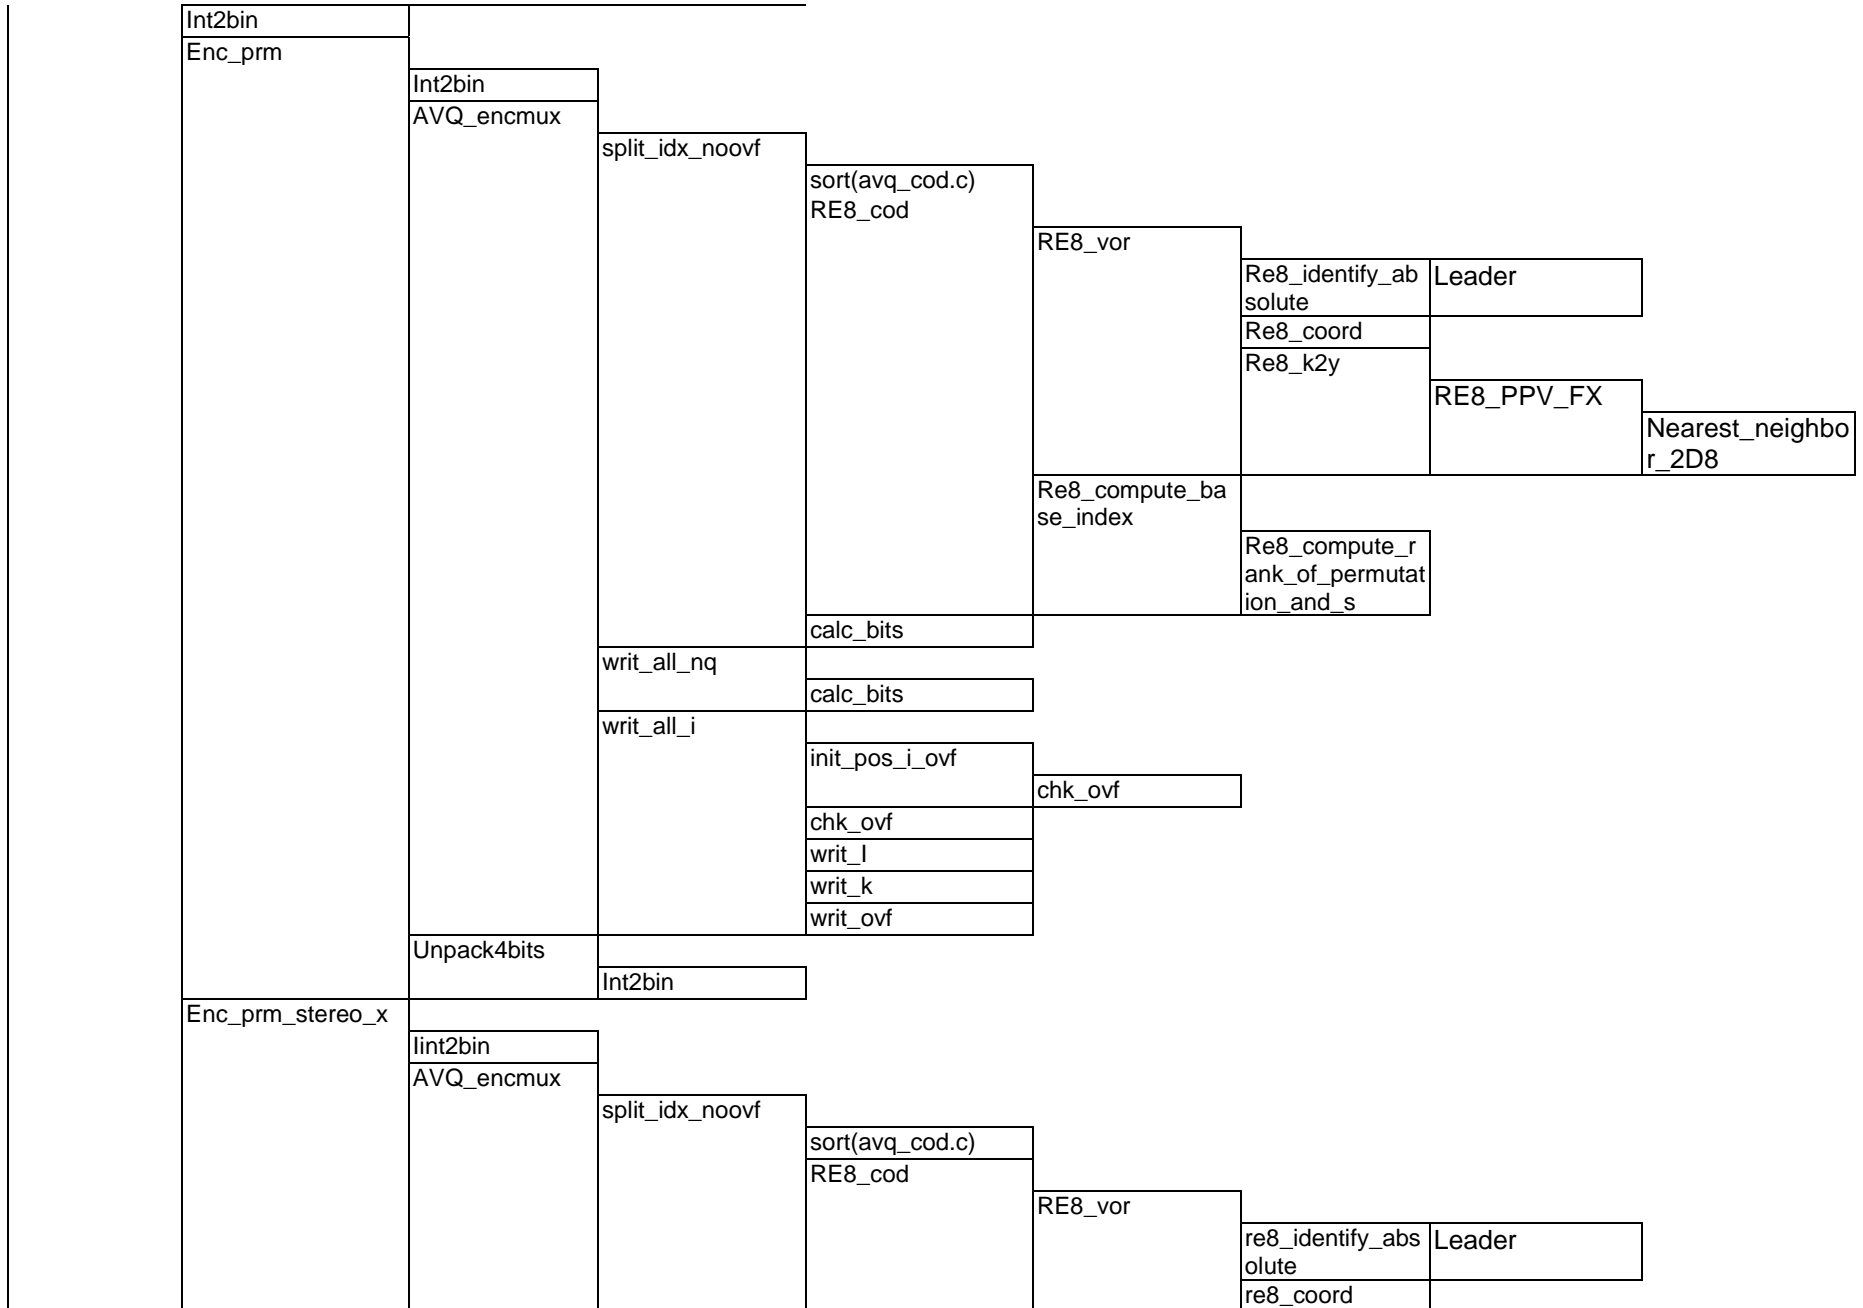 Int2bin
Enc_prm
Int2bin
AVQ_encmux
split_idx_noovf
sort(avq_cod.c)
RE8_cod
RE8_vor
Re8_identify_ab
solute
Leader
Re8_coord
Re8_k2y
RE8_PPV_FX
Nearest_neighbo
r_2D8
Re8_compute_ba
se_index
Re8_compute_r
ank_of_permutat
ion_and_s
calc_bits
writ_all_nq
calc_bits
writ_all_i
init_pos_i_ovf
chk_ovf
chk_ovf
writ_I
writ_k
writ_ovf
Unpack4bits
Int2bin
Enc_prm_stereo_x
Iint2bin
AVQ_encmux
split_idx_noovf
sort(avq_cod.c)
RE8_cod
RE8_vor
re8_identify_abs
olute
Leader
re8_coord